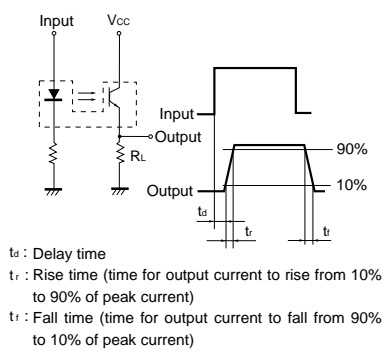 Input
Vcc
Input
Output
RL
90%
Output
10%
td
tr
tf
td : Delay time
tr : Rise time (time for output current to rise from 10%
to 90% of peak current)
tf : Fall time (time for output current to fall from 90%
to 10% of peak current)